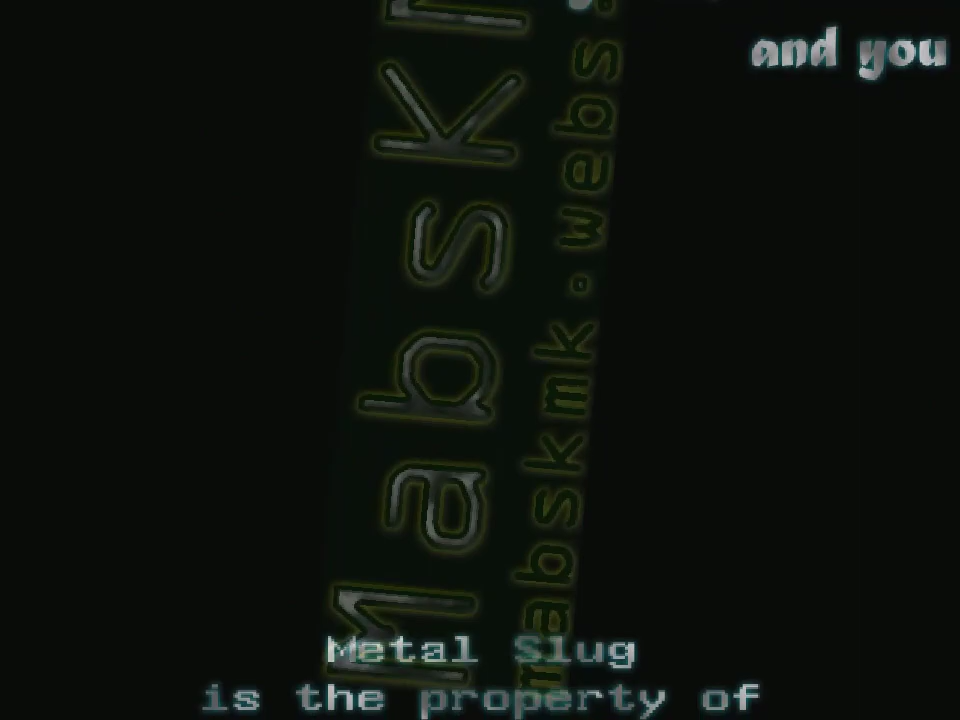 and you
MabsK
mabskmk.webs.
Metal Slug
is the property of